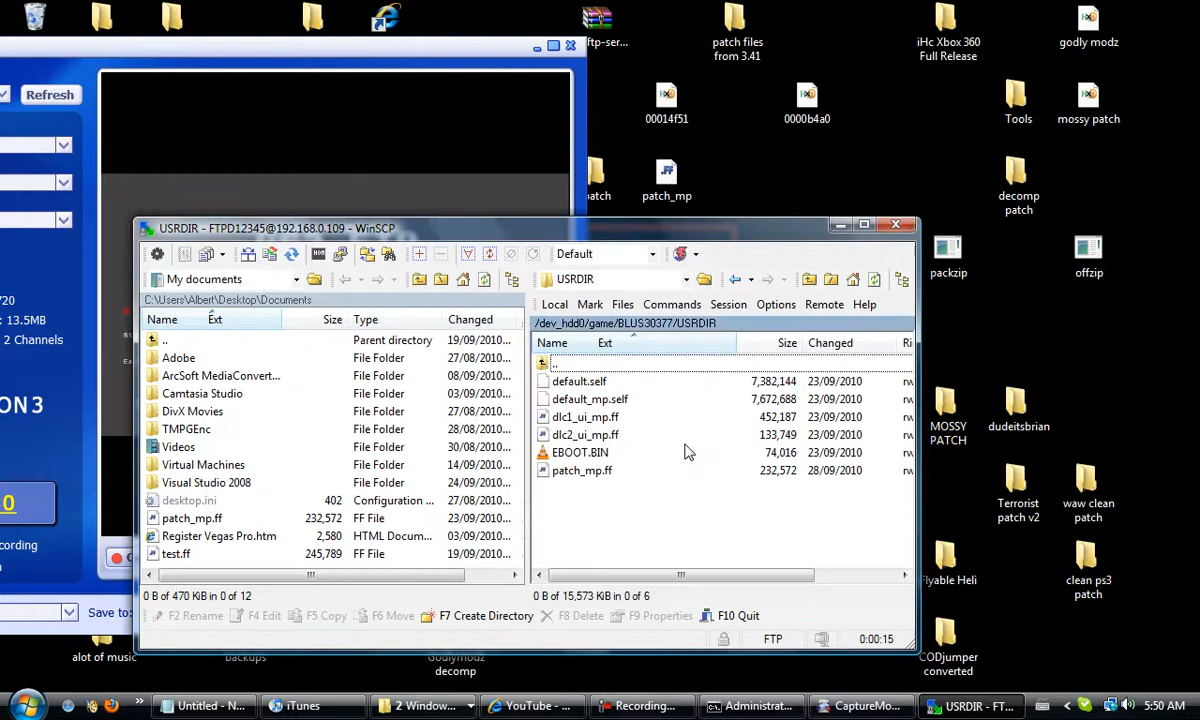 ftp-ser...
patch files
from 3.41
iHc Xbox 360
Full Release
godly modz
Refresh
00014f51
0000b4a0
Tools
mossy patch
patch_mp
decomp
patch
USRDIR - FTPD12345@192.168.0.109 - WinSCP
Default
packzip
offzip
My documents
USRDIR
C:\Users\Albert\Desktop\Documents
Local Mark Files Commands Session Options Remote Help
Name Ext Size Type Changed
/dev_hdd0/game/BLUS30377/USRDIR
Name Ext Size Changed Ri
.. Parent directory 19/09/2010...
Adobe File Folder 27/08/2010...
ArcSoft MediaConvert... File Folder 08/09/2010...
Camtasia Studio File Folder 03/09/2010...
DivX Movies File Folder 27/08/2010...
TMPGEnc File Folder 28/09/2010...
Videos File Folder 30/08/2010...
Virtual Machines File Folder 14/09/2010...
Visual Studio 2008 File Folder 24/09/2010...
desktop.ini 402 Configuration ... 27/08/2010...
patch_mp.ff 232,572 FF File 23/09/2010...
Register Vegas Pro.htm 2,580 HTML Docum... 03/09/2010...
test.ff 245,789 FF File 19/09/2010...
..
default.self 7,382,144 23/09/2010 rw
default_mp.self 7,672,688 23/09/2010 rw
dlc1_ui_mp.ff 452,187 23/09/2010 rw
dlc2_ui_mp.ff 133,749 23/09/2010 rw
EBOOT.BIN 74,016 23/09/2010 rw
patch_mp.ff 232,572 28/09/2010 rw
720
: 13.5MB
2 Channels
ON 3
0
cording
Save to:
MOSSY
PATCH
dudeitsbrian
Terrorist
patch v2
waw clean
patch
Flyable Heli
clean ps3
patch
0 B of 470 KiB in 0 of 12
0 B of 15,573 KiB in 0 of 6
F2 Rename F4 Edit F5 Copy F6 Move F7 Create Directory F8 Delete F9 Properties F10 Quit
FTP 0:00:15
alot of music
backups
Godlymodz
decomp
CODjumper
converted
Untitled - N...
iTunes
2 Window...
YouTube - ...
Recording...
Administrat...
CaptureMo...
USRDIR - FT...
5:50 AM